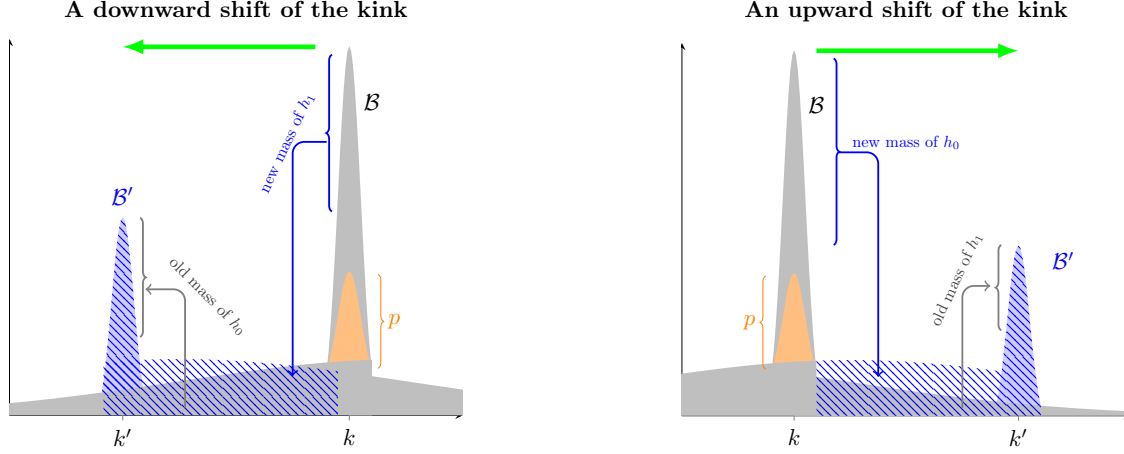 A downward shift of the kink
new mass of h₁
ℬ
ℬ′
old mass of h₀
p
k′
k
An upward shift of the kink
ℬ
new mass of h₀
old mass of h₁
ℬ′
p
k
k′